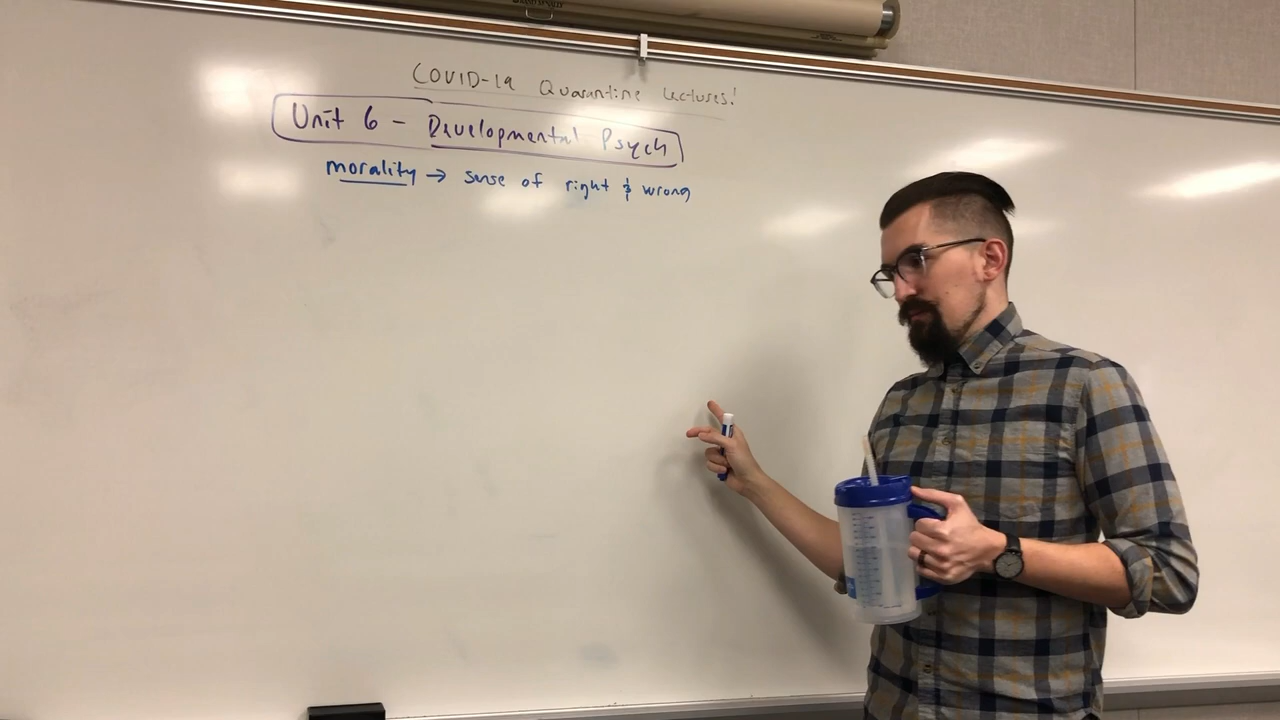 COVID-19 Quarantine Lectures!
Unit 6 - Developmental Psych
morality → sense of right & wrong